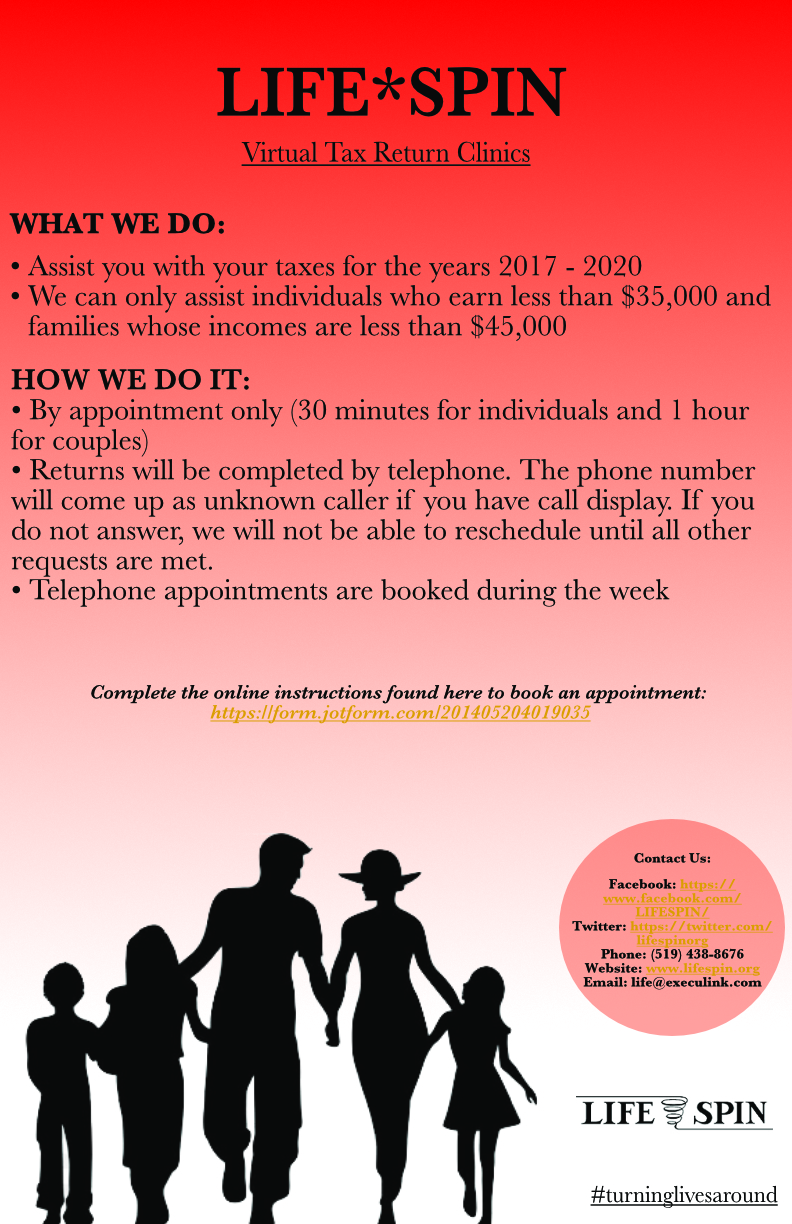 LIFE*SPIN
Virtual Tax Return Clinics
WHAT WE DO:
• Assist you with your taxes for the years 2017 - 2020
• We can only assist individuals who earn less than $35,000 and
families whose incomes are less than $45,000
HOW WE DO IT:
• By appointment only (30 minutes for individuals and 1 hour
for couples)
• Returns will be completed by telephone. The phone number
will come up as unknown caller if you have call display. If you
do not answer, we will not be able to reschedule until all other
requests are met.
• Telephone appointments are booked during the week
Complete the online instructions found here to book an appointment:
https://form.jotform.com/201405204019035
Contact Us:
Facebook: https://
www.facebook.com/
LIFESPIN/
Twitter: https://twitter.com/
lifespinorg
Phone: (519) 438-8676
Website: www.lifespin.org
Email: life@execulink.com
LIFE SPIN
#turninglivesaround